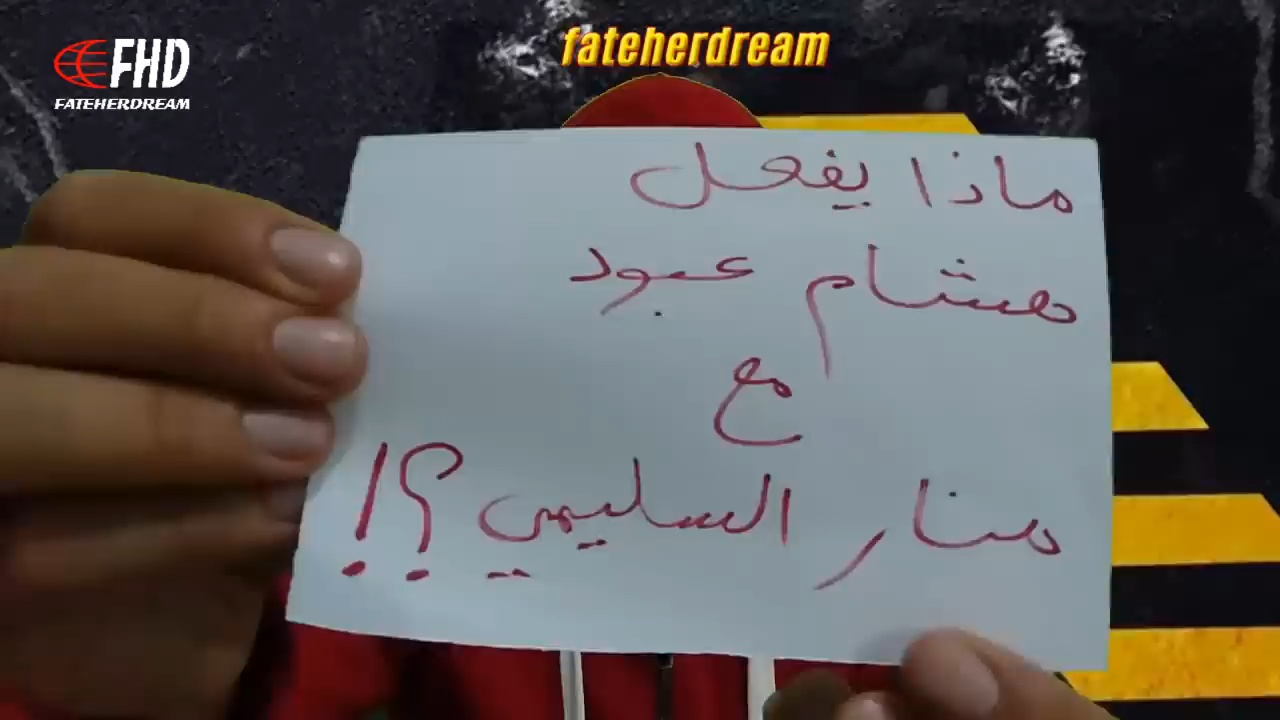 FHD
FATEHERDREAM
fateherdream
ماذا يفعل
هشام عبود
مع
منار السليمي؟!